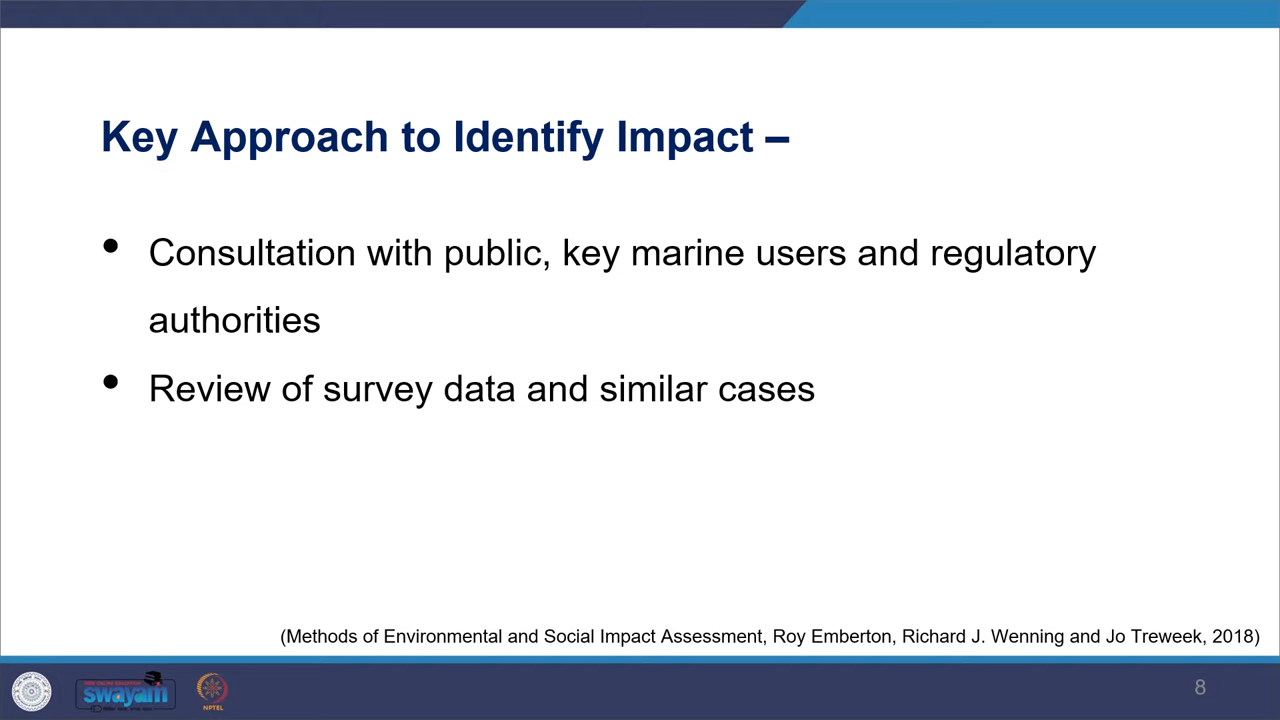 Key Approach to Identify Impact –
• Consultation with public, key marine users and regulatory
authorities
• Review of survey data and similar cases
(Methods of Environmental and Social Impact Assessment, Roy Emberton, Richard J. Wenning and Jo Treweek, 2018)
swayam
NPTEL
8